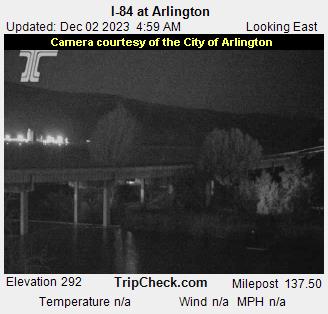 I-84 at Arlington
Updated: Dec 02 2023 4:59 AM Looking East
Camera courtesy of the City of Arlington
Elevation 292 TripCheck.com Milepost 137.50
Temperature n/a Wind n/a MPH n/a